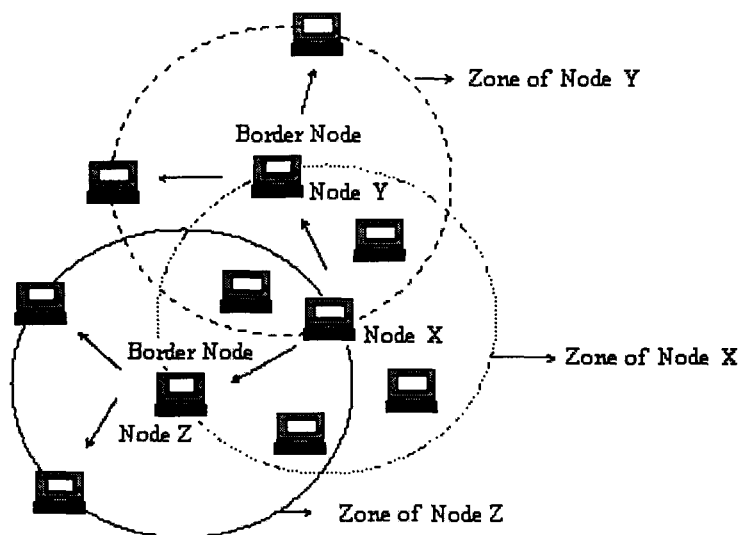 Zone of Node Y
Border Node
Node Y
Node X
Border Node
Zone of Node X
Node Z
Zone of Node Z